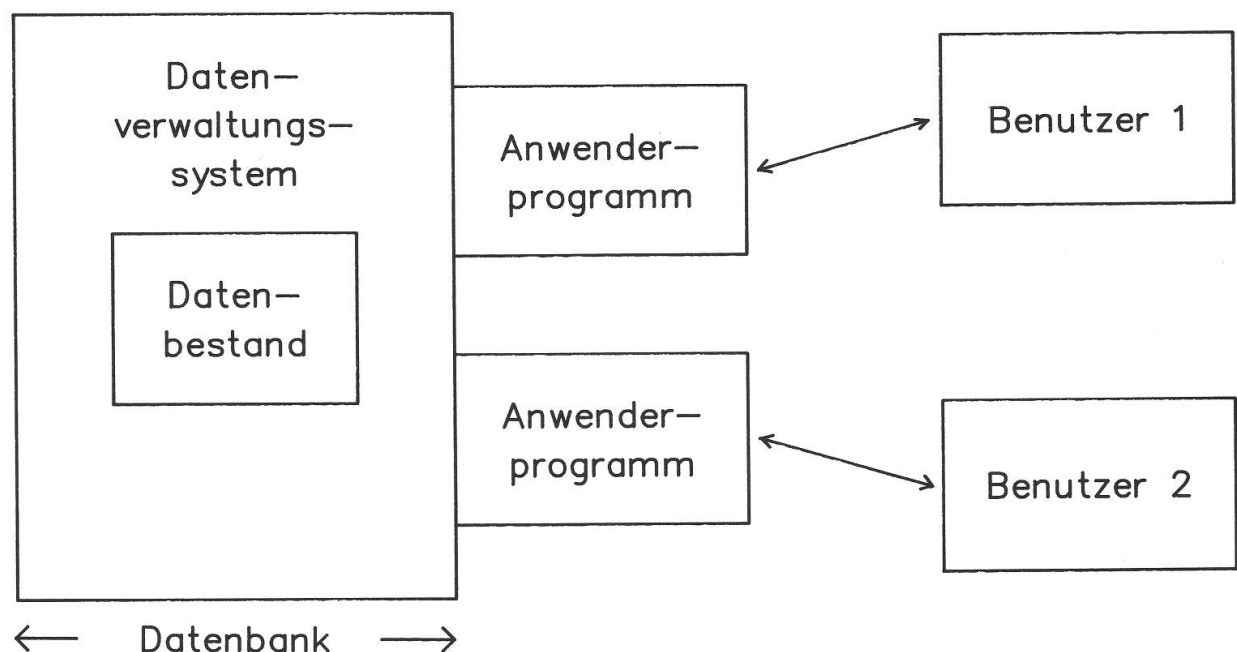 Daten-
verwaltungs-
system
Daten-
bestand
Anwender-
programm
Anwender-
programm
Benutzer 1
Benutzer 2
Datenbank